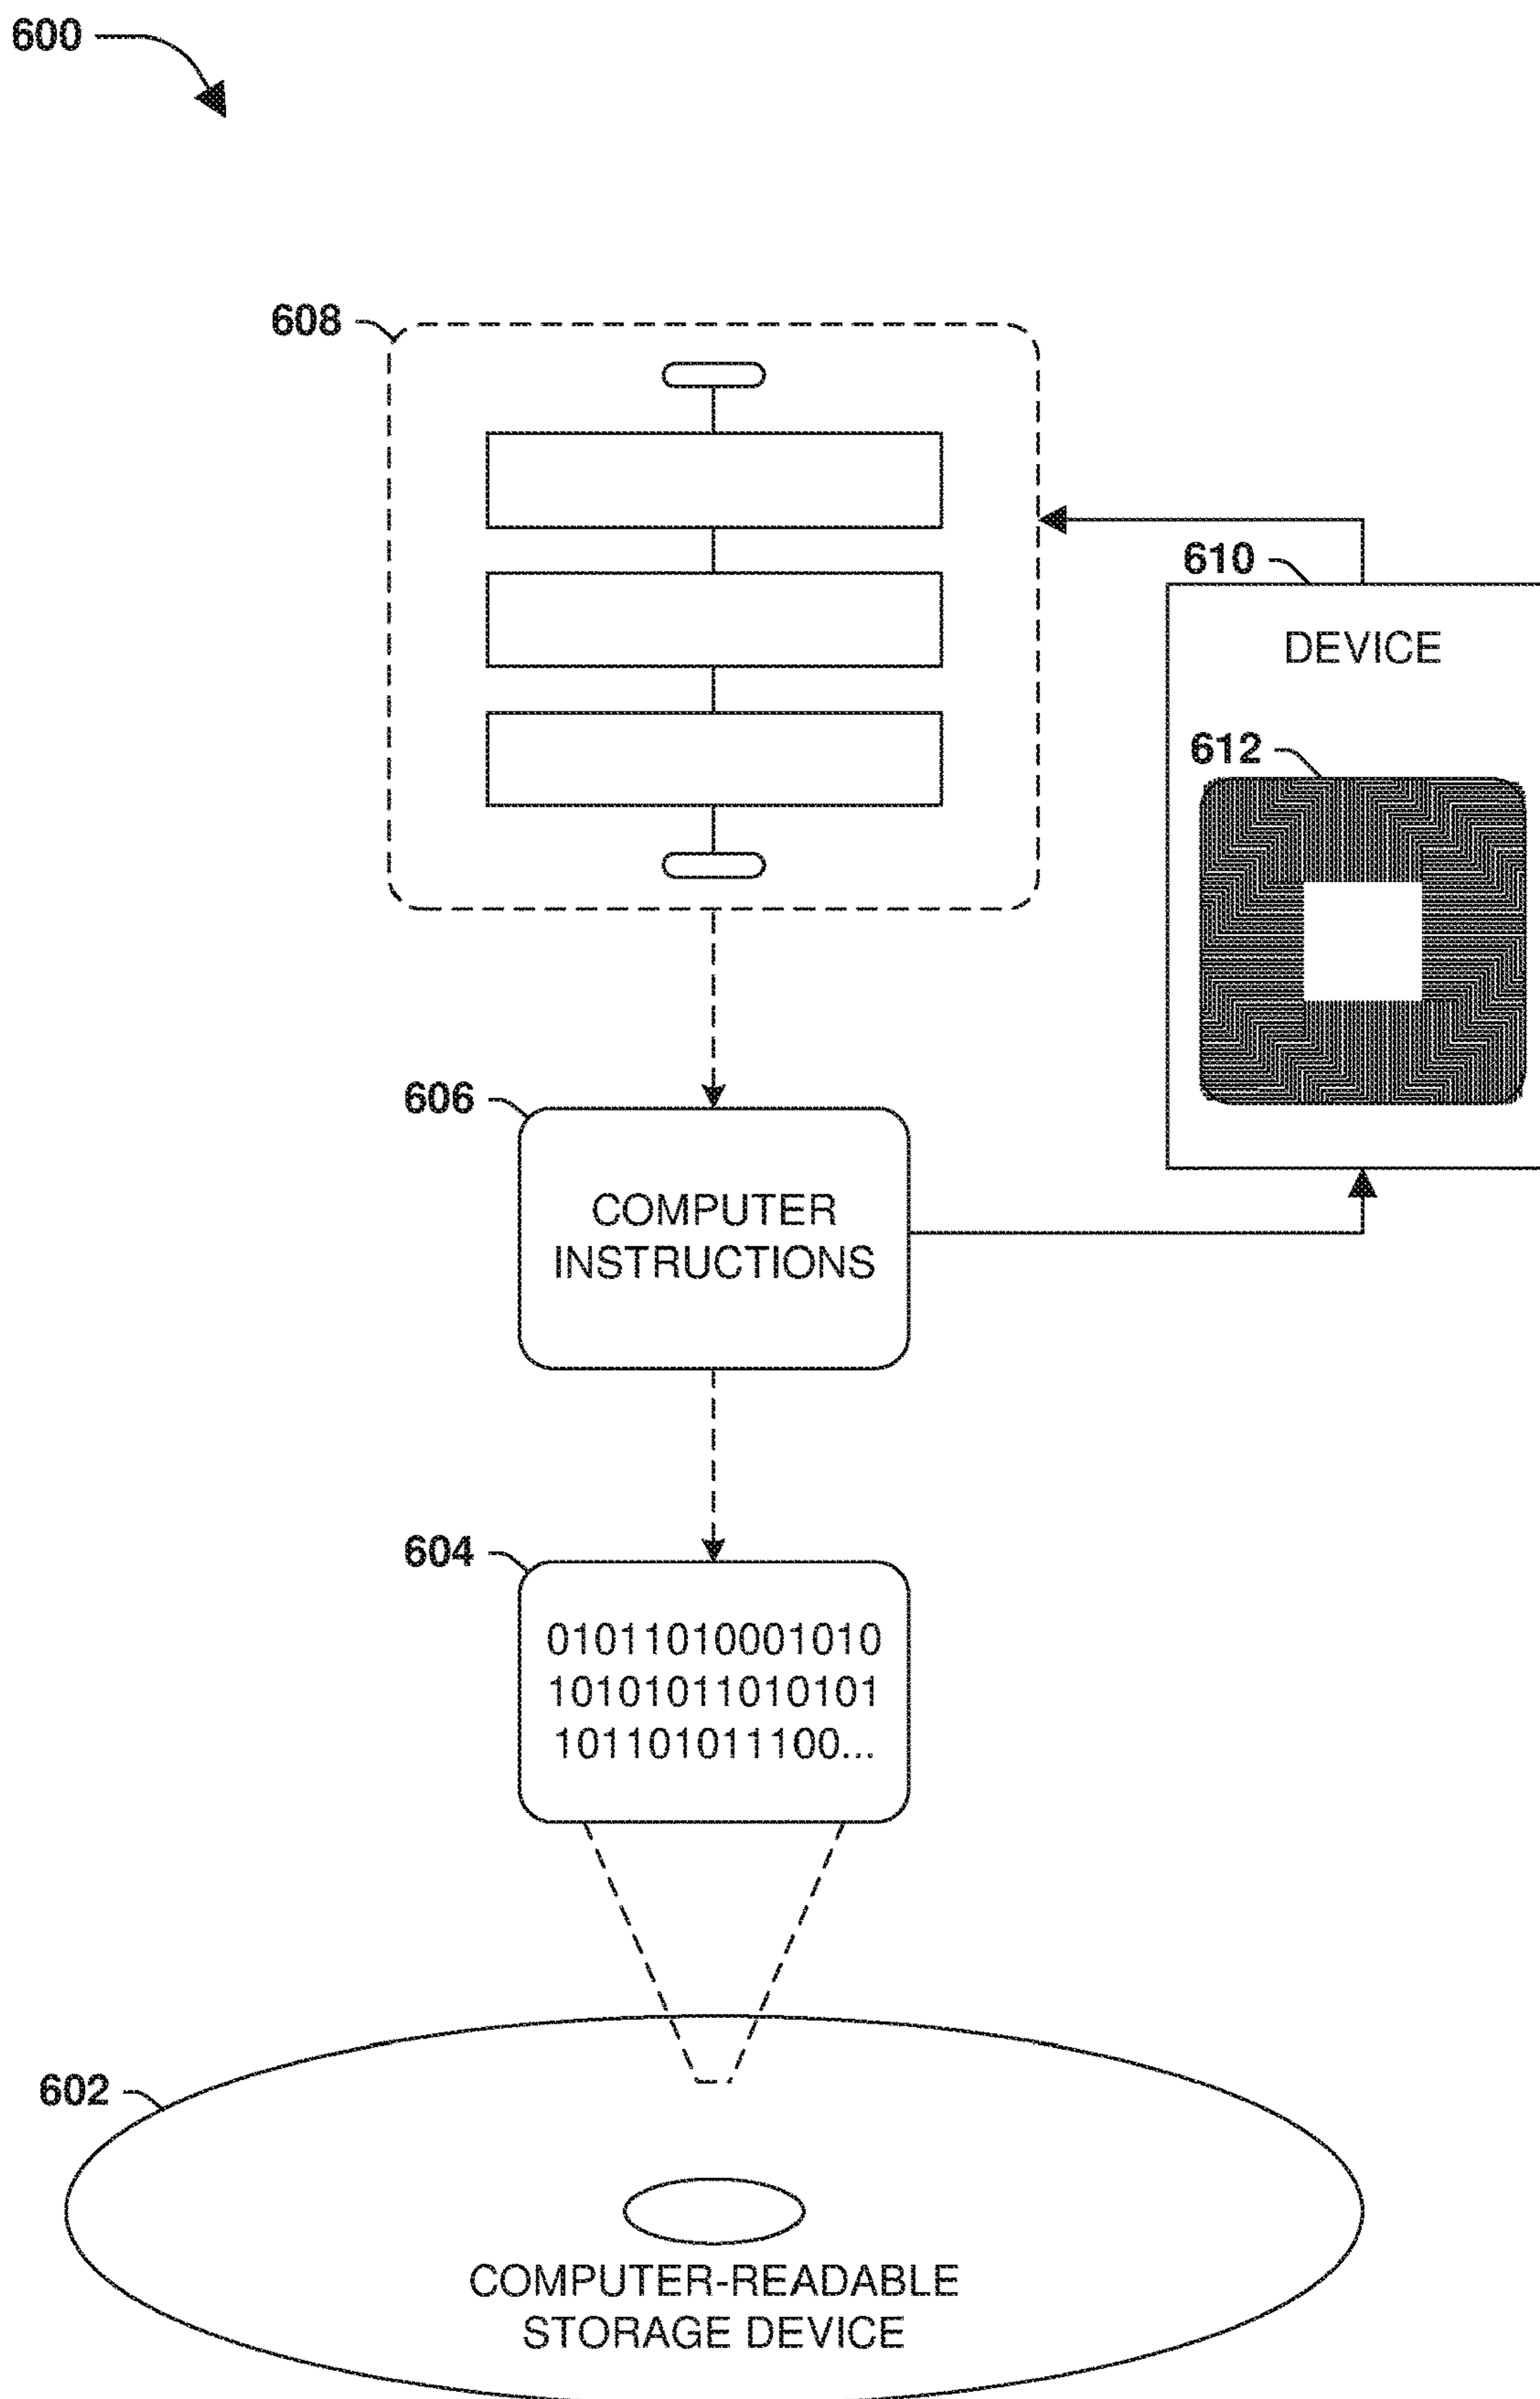 600
608
610
DEVICE
612
606
COMPUTER
INSTRUCTIONS
604
01011010001010
10101011010101
101101011100...
602
COMPUTER-READABLE
STORAGE DEVICE